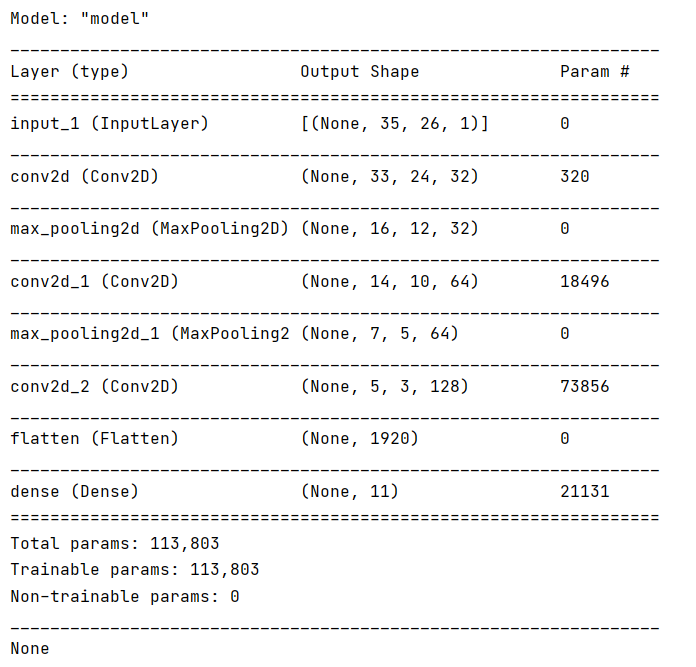 Model: "model"
_________________________________________________________________
Layer (type)                 Output Shape              Param #
=================================================================
input_1 (InputLayer)         [(None, 35, 26, 1)]       0
_________________________________________________________________
conv2d (Conv2D)              (None, 33, 24, 32)        320
_________________________________________________________________
max_pooling2d (MaxPooling2D) (None, 16, 12, 32)        0
_________________________________________________________________
conv2d_1 (Conv2D)            (None, 14, 10, 64)        18496
_________________________________________________________________
max_pooling2d_1 (MaxPooling2 (None, 7, 5, 64)          0
_________________________________________________________________
conv2d_2 (Conv2D)            (None, 5, 3, 128)         73856
_________________________________________________________________
flatten (Flatten)            (None, 1920)              0
_________________________________________________________________
dense (Dense)                (None, 11)                21131
=================================================================
Total params: 113,803
Trainable params: 113,803
Non-trainable params: 0
_________________________________________________________________
None